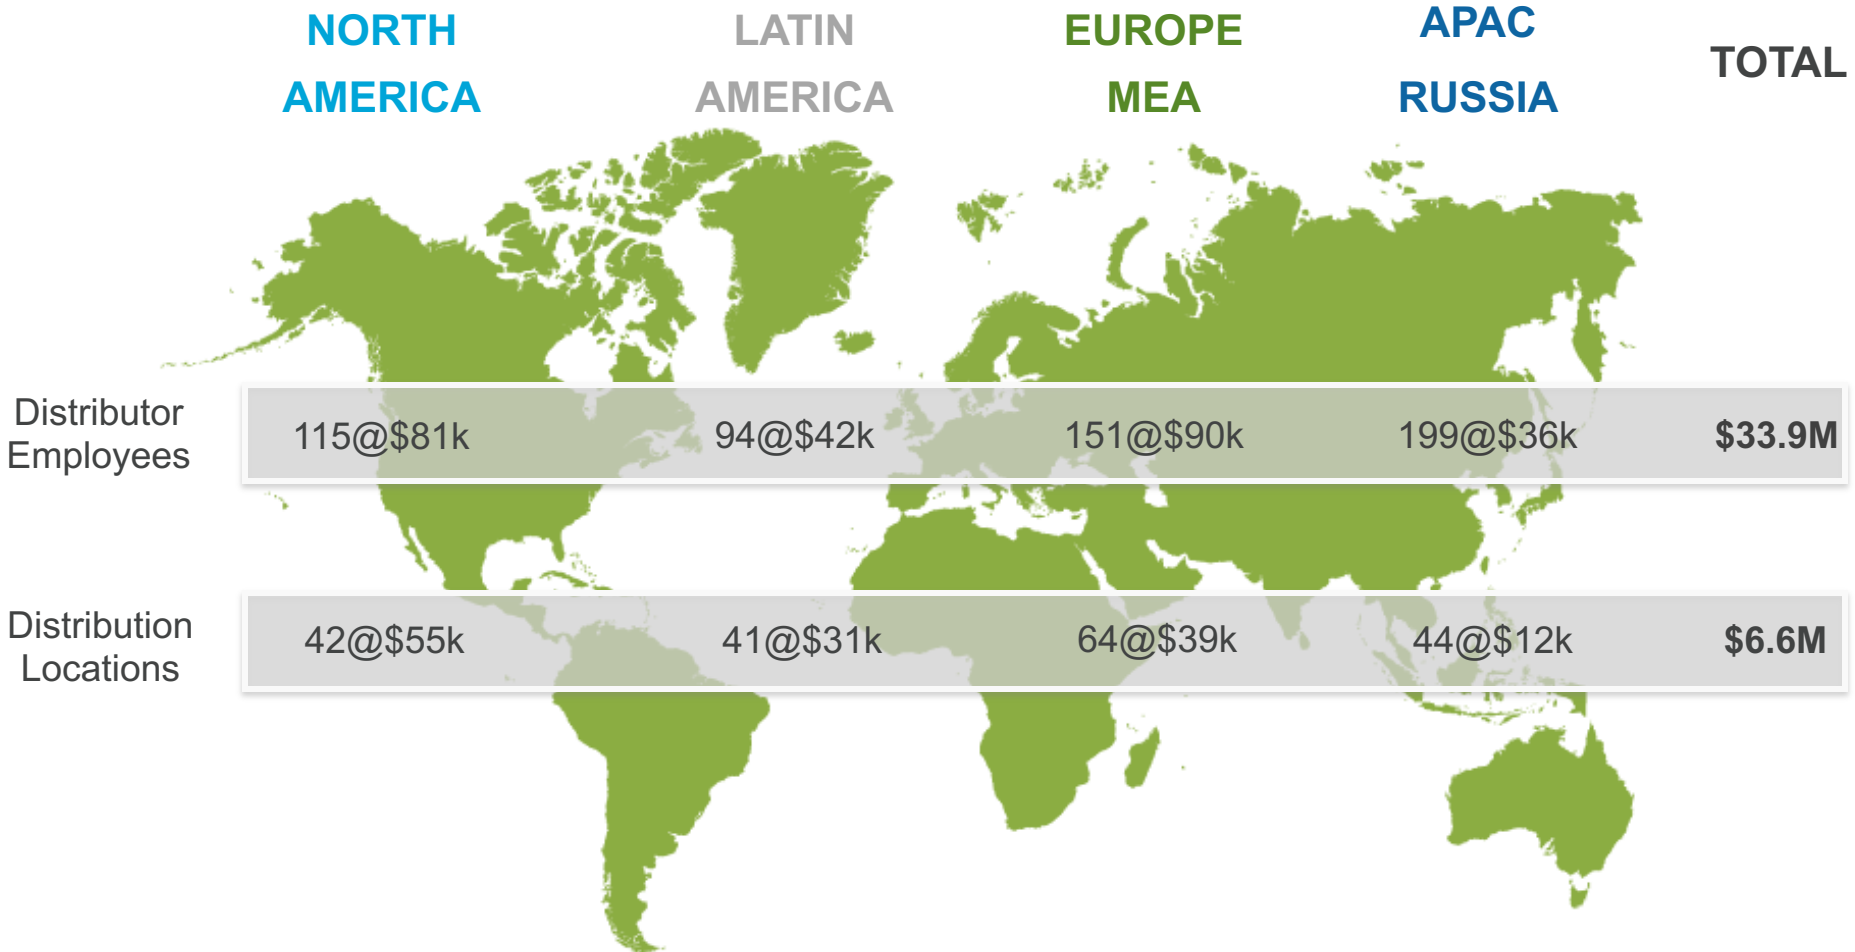 NORTH
AMERICA
LATIN
AMERICA
EUROPE
MEA
APAC
RUSSIA
TOTAL
Distributor
Employees
115@$81k
94@$42k
151@$90k
199@$36k
$33.9M
Distribution
Locations
42@$55k
41@$31k
64@$39k
44@$12k
$6.6M